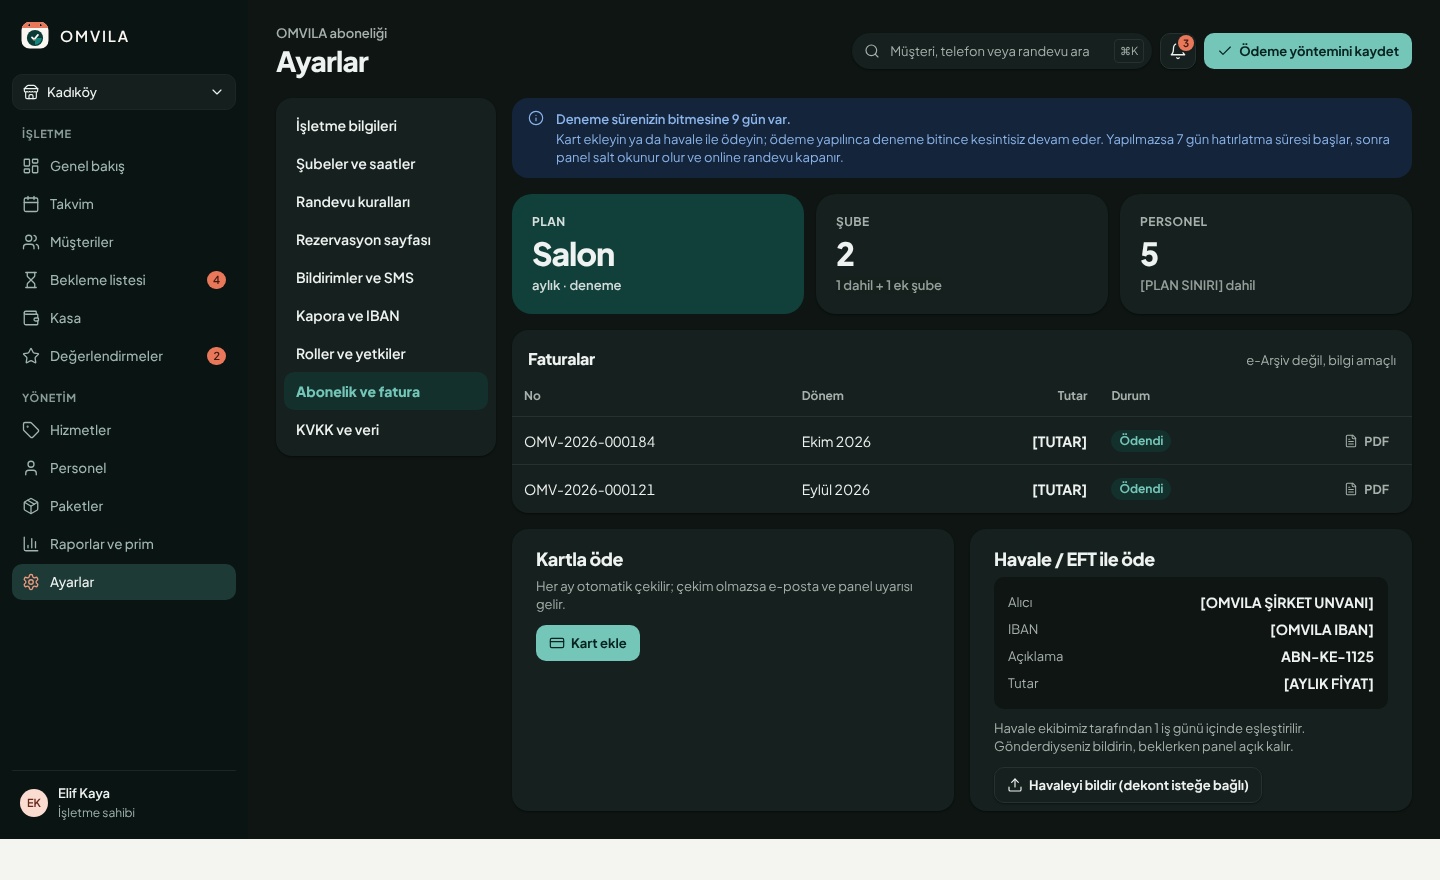 OMVILA
Kadıköy
İŞLETME
Genel bakış
Takvim
Müşteriler
Bekleme listesi 4
Kasa
Değerlendirmeler 2
YÖNETİM
Hizmetler
Personel
Paketler
Raporlar ve prim
Ayarlar
EK
Elif Kaya
İşletme sahibi
OMVILA aboneliği
Ayarlar
Müşteri, telefon veya randevu ara ⌘K
3
Ödeme yöntemini kaydet
İşletme bilgileri
Şubeler ve saatler
Randevu kuralları
Rezervasyon sayfası
Bildirimler ve SMS
Kapora ve IBAN
Roller ve yetkiler
Abonelik ve fatura
KVKK ve veri
Deneme sürenizin bitmesine 9 gün var.
Kart ekleyin ya da havale ile ödeyin; ödeme yapılınca deneme bitince kesintisiz devam eder. Yapılmazsa 7 gün hatırlatma süresi başlar, sonra
panel salt okunur olur ve online randevu kapanır.
PLAN
Salon
aylık · deneme
ŞUBE
2
1 dahil + 1 ek şube
PERSONEL
5
[PLAN SINIRI] dahil
Faturalar
e-Arşiv değil, bilgi amaçlı
No Dönem Tutar Durum
OMV-2026-000184 Ekim 2026 [TUTAR] Ödendi PDF
OMV-2026-000121 Eylül 2026 [TUTAR] Ödendi PDF
Kartla öde
Her ay otomatik çekilir; çekim olmazsa e-posta ve panel uyarısı
gelir.
Kart ekle
Havale / EFT ile öde
Alıcı [OMVILA ŞİRKET UNVANI]
IBAN [OMVILA IBAN]
Açıklama ABN-KE-1125
Tutar [AYLIK FİYAT]
Havale ekibimiz tarafından 1 iş günü içinde eşleştirilir.
Gönderdiyseniz bildirin, beklerken panel açık kalır.
Havaleyi bildir (dekont isteğe bağlı)